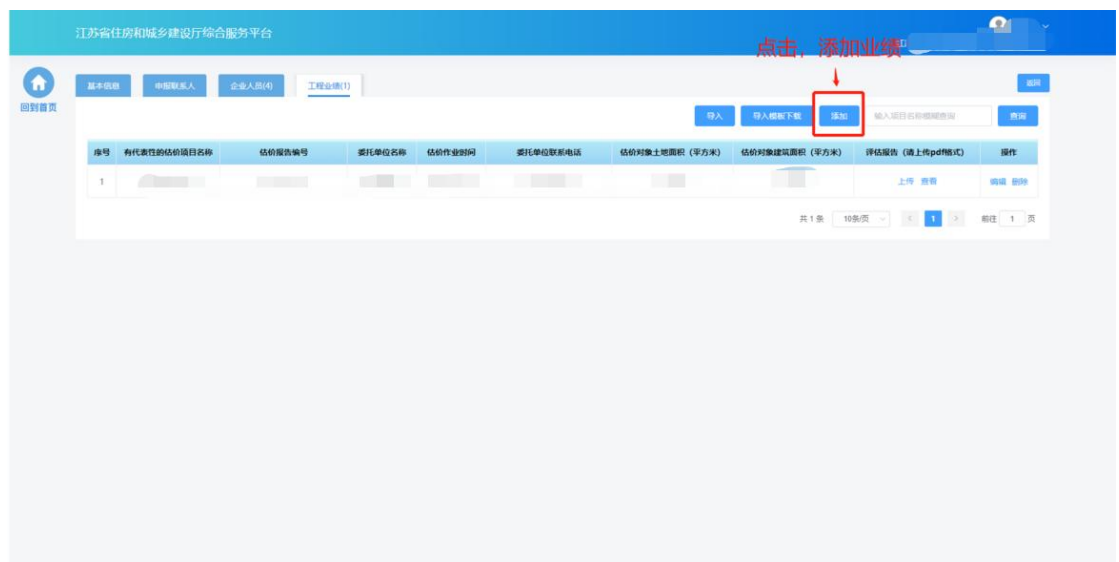 江苏省住房和城乡建设厅综合服务平台
点击，添加业绩
回到首页
基本信息 申报联系人 企业人员(4) 工程业绩(1) 返回
导入 导入模板下载 添加 输入项目名称模糊查询 查询
序号 有代表性的估价项目名称 估价报告编号 委托单位名称 估价作业时间 委托单位联系电话 估价对象土地面积（平方米） 估价对象建筑面积（平方米） 评估报告（请上传pdf格式） 操作
1 上传 查看 编辑 删除
共 1 条 10条/页 1 前往 1 页